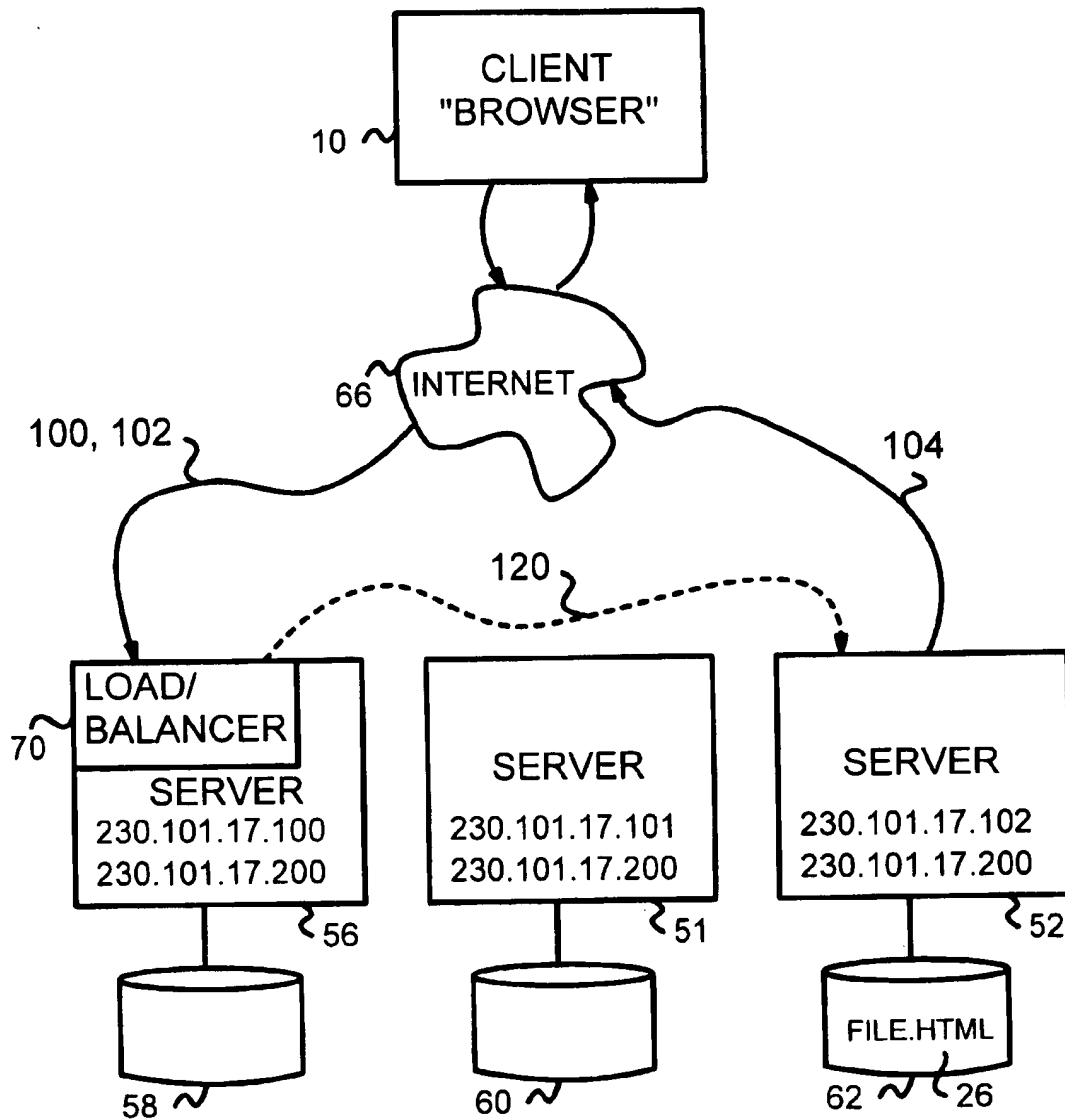 CLIENT
"BROWSER"
10
INTERNET
66
100, 102
104
120
LOAD/
BALANCER
70
SERVER
230.101.17.100
230.101.17.200
56
SERVER
230.101.17.101
230.101.17.200
51
SERVER
230.101.17.102
230.101.17.200
52
58
60
FILE.HTML
62
26